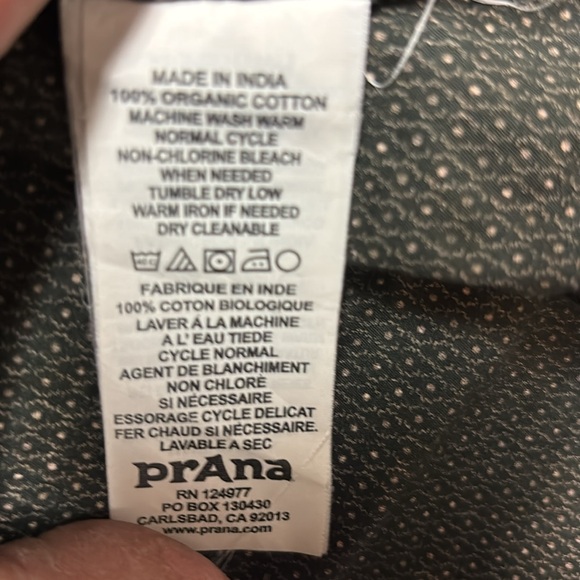 MADE IN INDIA
100% ORGANIC COTTON
MACHINE WASH WARM
NORMAL CYCLE
NON-CHLORINE BLEACH
WHEN NEEDED
TUMBLE DRY LOW
WARM IRON IF NEEDED
DRY CLEANABLE
FABRIQUE EN INDE
100% COTON BIOLOGIQUE
LAVER À LA MACHINE
A L' EAU TIEDE
CYCLE NORMAL
AGENT DE BLANCHIMENT
NON CHLORÉ
SI NÉCESSAIRE
ESSORAGE CYCLE DELICAT
FER CHAUD SI NÉCESSAIRE.
LAVABLE A SEC
prAna
RN 124977
PO BOX 130430
CARLSBAD, CA 92013
www.prana.com